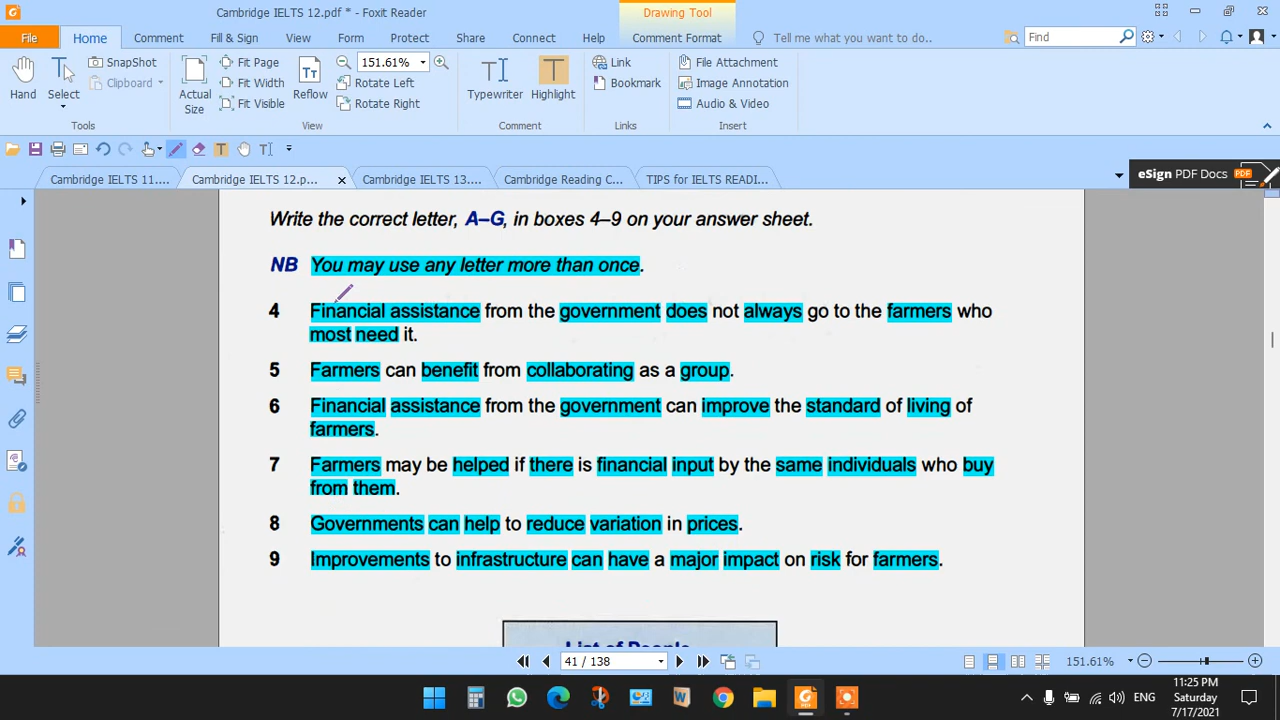 Cambridge IELTS 12.pdf * - Foxit Reader
Drawing Tool
File Home Comment Fill & Sign View Form Protect Share Connect Help Comment Format Tell me what you want to do.. Find
Hand
Select
SnapShot
Clipboard
Tools
Actual Size
Fit Page
Fit Width
Fit Visible
Reflow
151.61%
Rotate Left
Rotate Right
View
Typewriter
Highlight
Comment
Link
Bookmark
Links
File Attachment
Image Annotation
Audio & Video
Insert
Cambridge IELTS 11.... Cambridge IELTS 12.p... Cambridge IELTS 13.... Cambridge Reading C... TIPS for IELTS READI... eSign PDF Docs PDF
Write the correct letter, A–G, in boxes 4–9 on your answer sheet.
NB You may use any letter more than once.
4 Financial assistance from the government does not always go to the farmers who
most need it.
5 Farmers can benefit from collaborating as a group.
6 Financial assistance from the government can improve the standard of living of
farmers.
7 Farmers may be helped if there is financial input by the same individuals who buy
from them.
8 Governments can help to reduce variation in prices.
9 Improvements to infrastructure can have a major impact on risk for farmers.
List of People
41 / 138 151.61%
ENG
11:25 PM
Saturday
7/17/2021